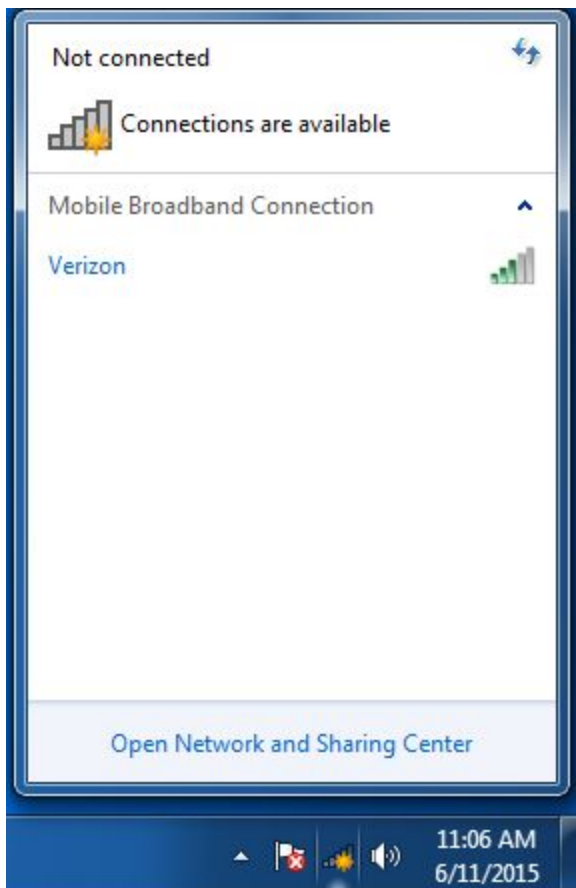 Not connected
Connections are available
Mobile Broadband Connection
Verizon
Open Network and Sharing Center
11:06 AM
6/11/2015